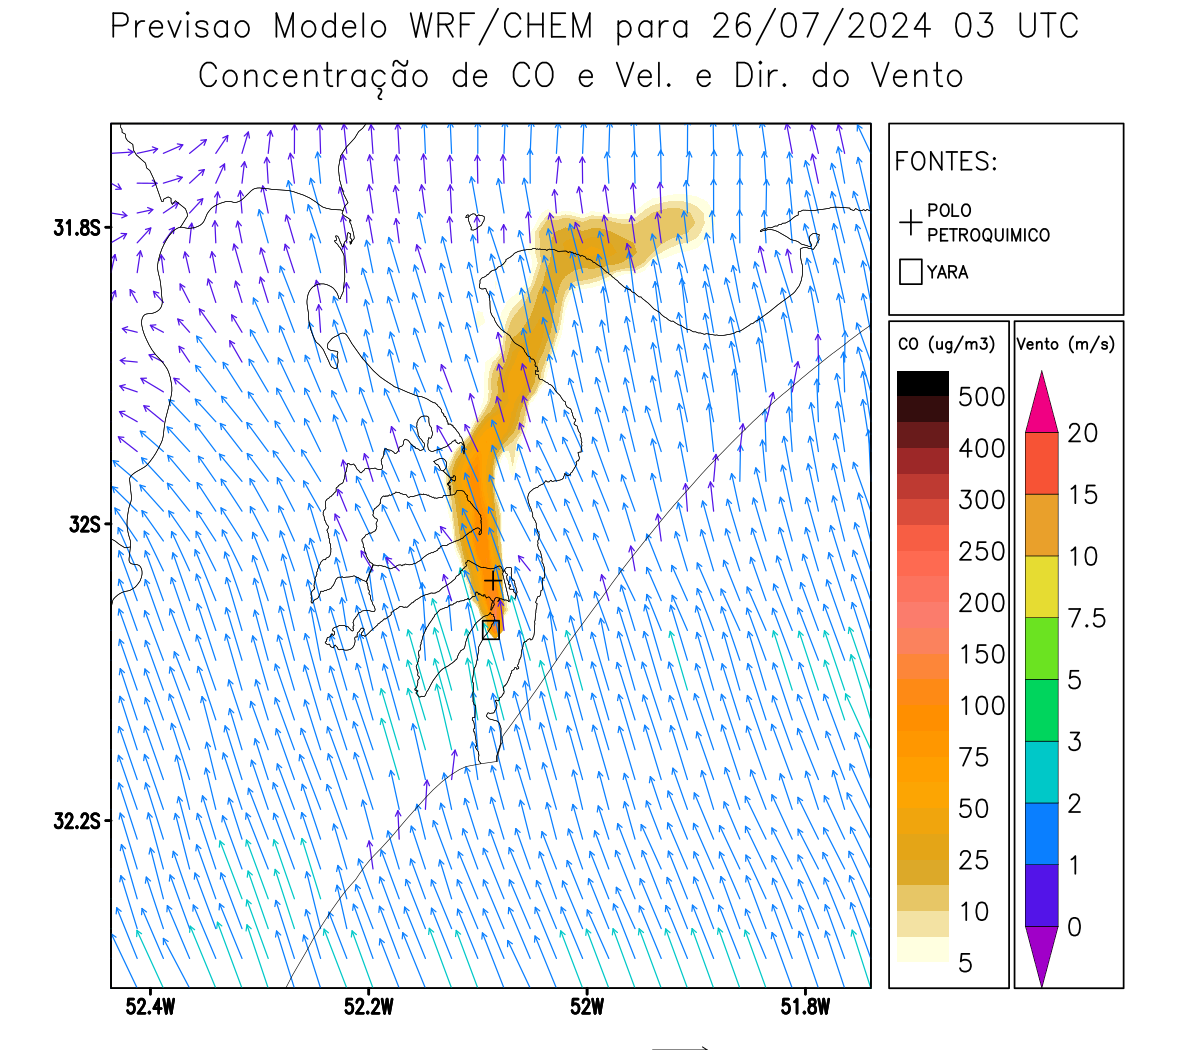 Previsao Modelo WRF/CHEM para 26/07/2024 03 UTC
Concentração de CO e Vel. e Dir. do Vento
FONTES:
POLO
PETROQUIMICO
YARA
31.8S
32S
32.2S
52.4W
52.2W
52W
51.8W
CO (ug/m3)
500
400
300
250
200
150
100
75
50
25
10
5
Vento (m/s)
20
15
10
7.5
5
3
2
1
0